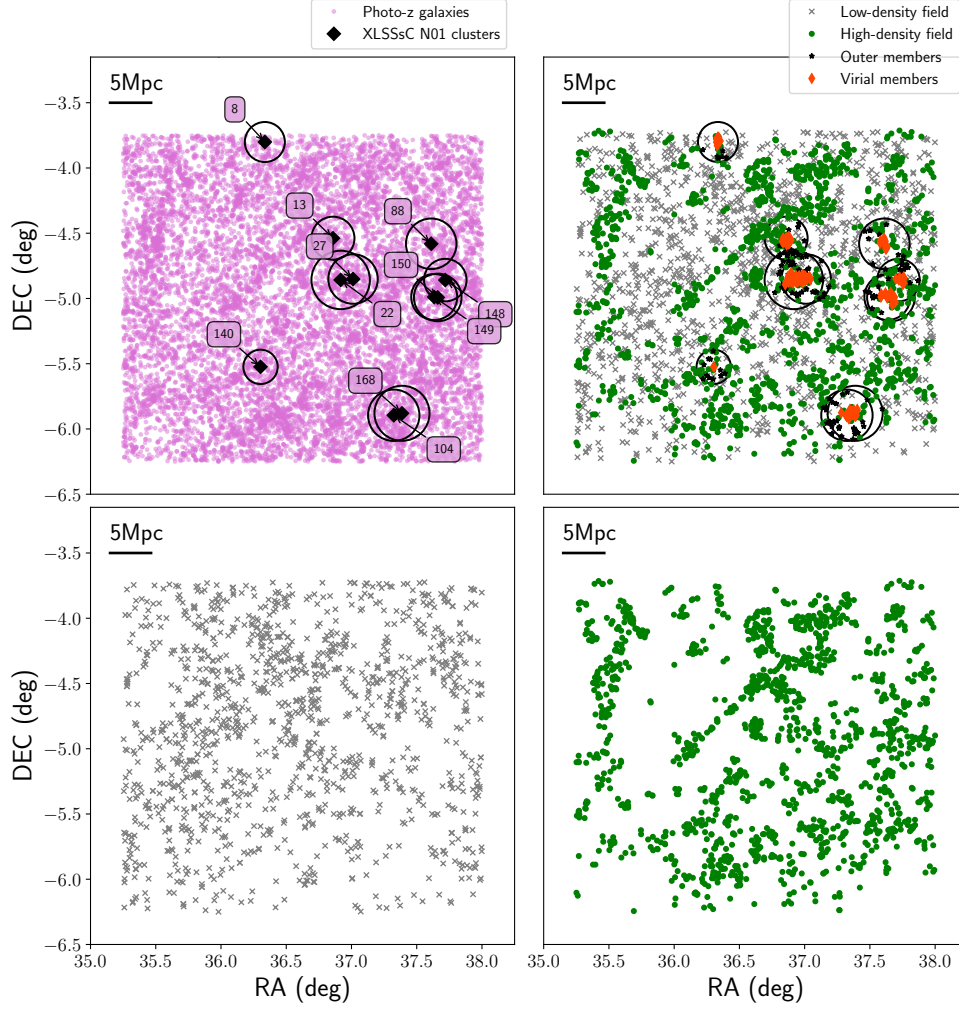 Photo-z galaxies
XLSSsC N01 clusters
Low-density field
High-density field
Outer members
Virial members
5Mpc
8
13
27
88
150
22
148
149
140
168
104
−3.5
−4.0
−4.5
−5.0
−5.5
−6.0
−6.5
DEC (deg)
5Mpc
5Mpc
−3.5
−4.0
−4.5
−5.0
−5.5
−6.0
−6.5
DEC (deg)
35.0 35.5 36.0 36.5 37.0 37.5 38.0
RA (deg)
5Mpc
35.0 35.5 36.0 36.5 37.0 37.5 38.0
RA (deg)